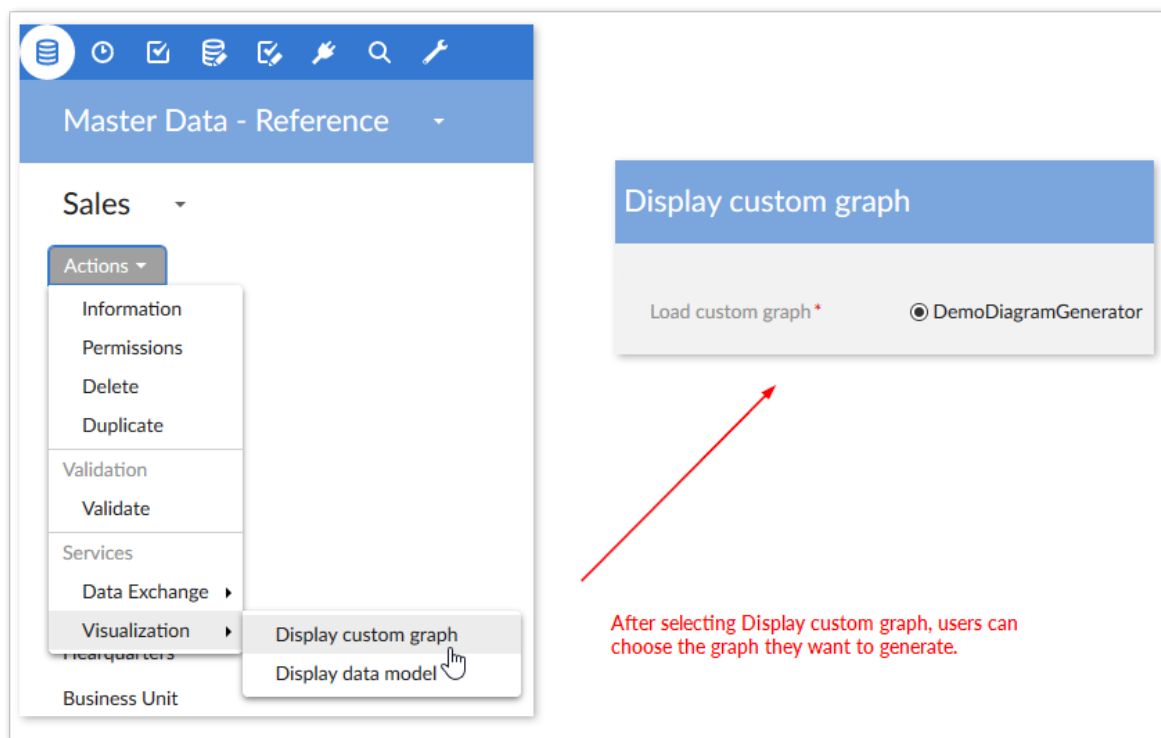 Master Data - Reference
Sales
Actions
Information
Permissions
Delete
Duplicate
Validation
Validate
Services
Data Exchange
Visualization
Display custom graph
Display data model
Headquarters
Business Unit
Display custom graph
Load custom graph*
DemoDiagramGenerator
After selecting Display custom graph, users can
choose the graph they want to generate.